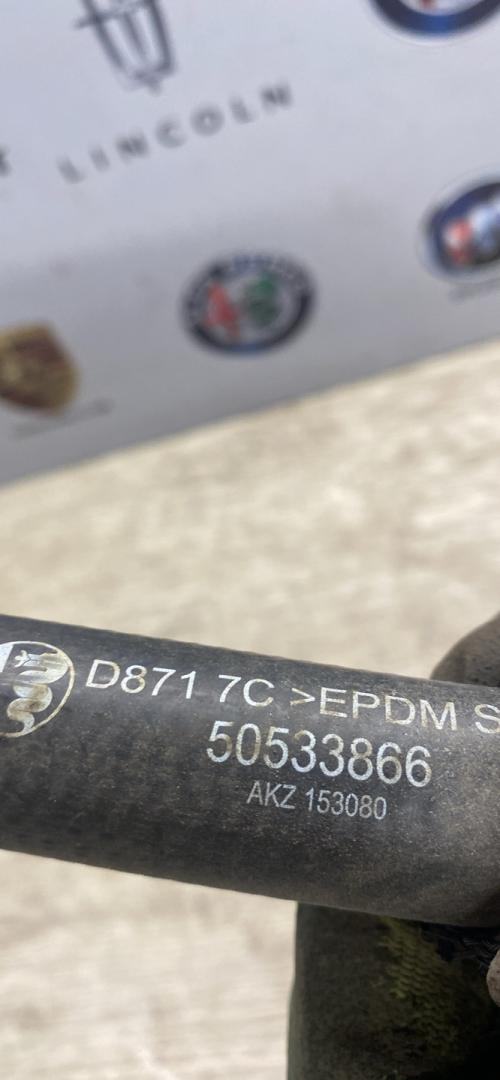 LINCOLN
D871 7C >EPDM S
50533866
AKZ 153080